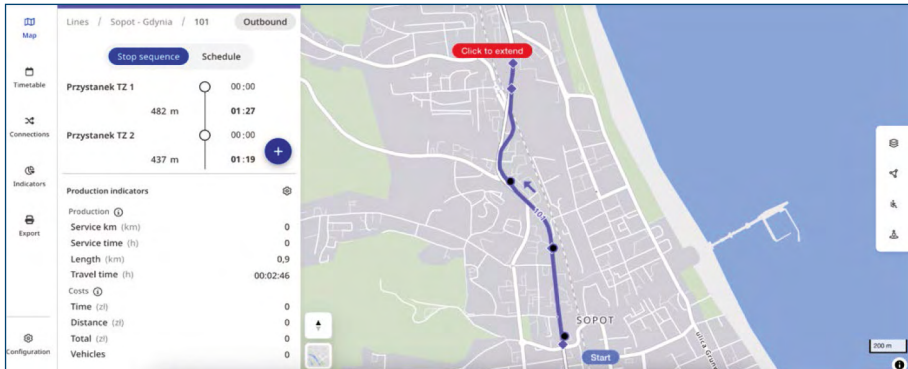 Map
Timetable
Connections
Indicators
Export
Configuration
Lines / Sopot - Gdynia / 101 Outbound
Stop sequence Schedule
Przystanek TZ 1 00:00
482 m 01:27
Przystanek TZ 2 00:00
437 m 01:19
+
Production indicators
Production
Service km (km) 0
Service time (h) 0
Length (km) 0,9
Travel time (h) 00:02:46
Costs
Time (zł) 0
Distance (zł) 0
Total (zł) 0
Vehicles 0
Click to extend
101
SOPOT
Start
ulica Grunw
200 m